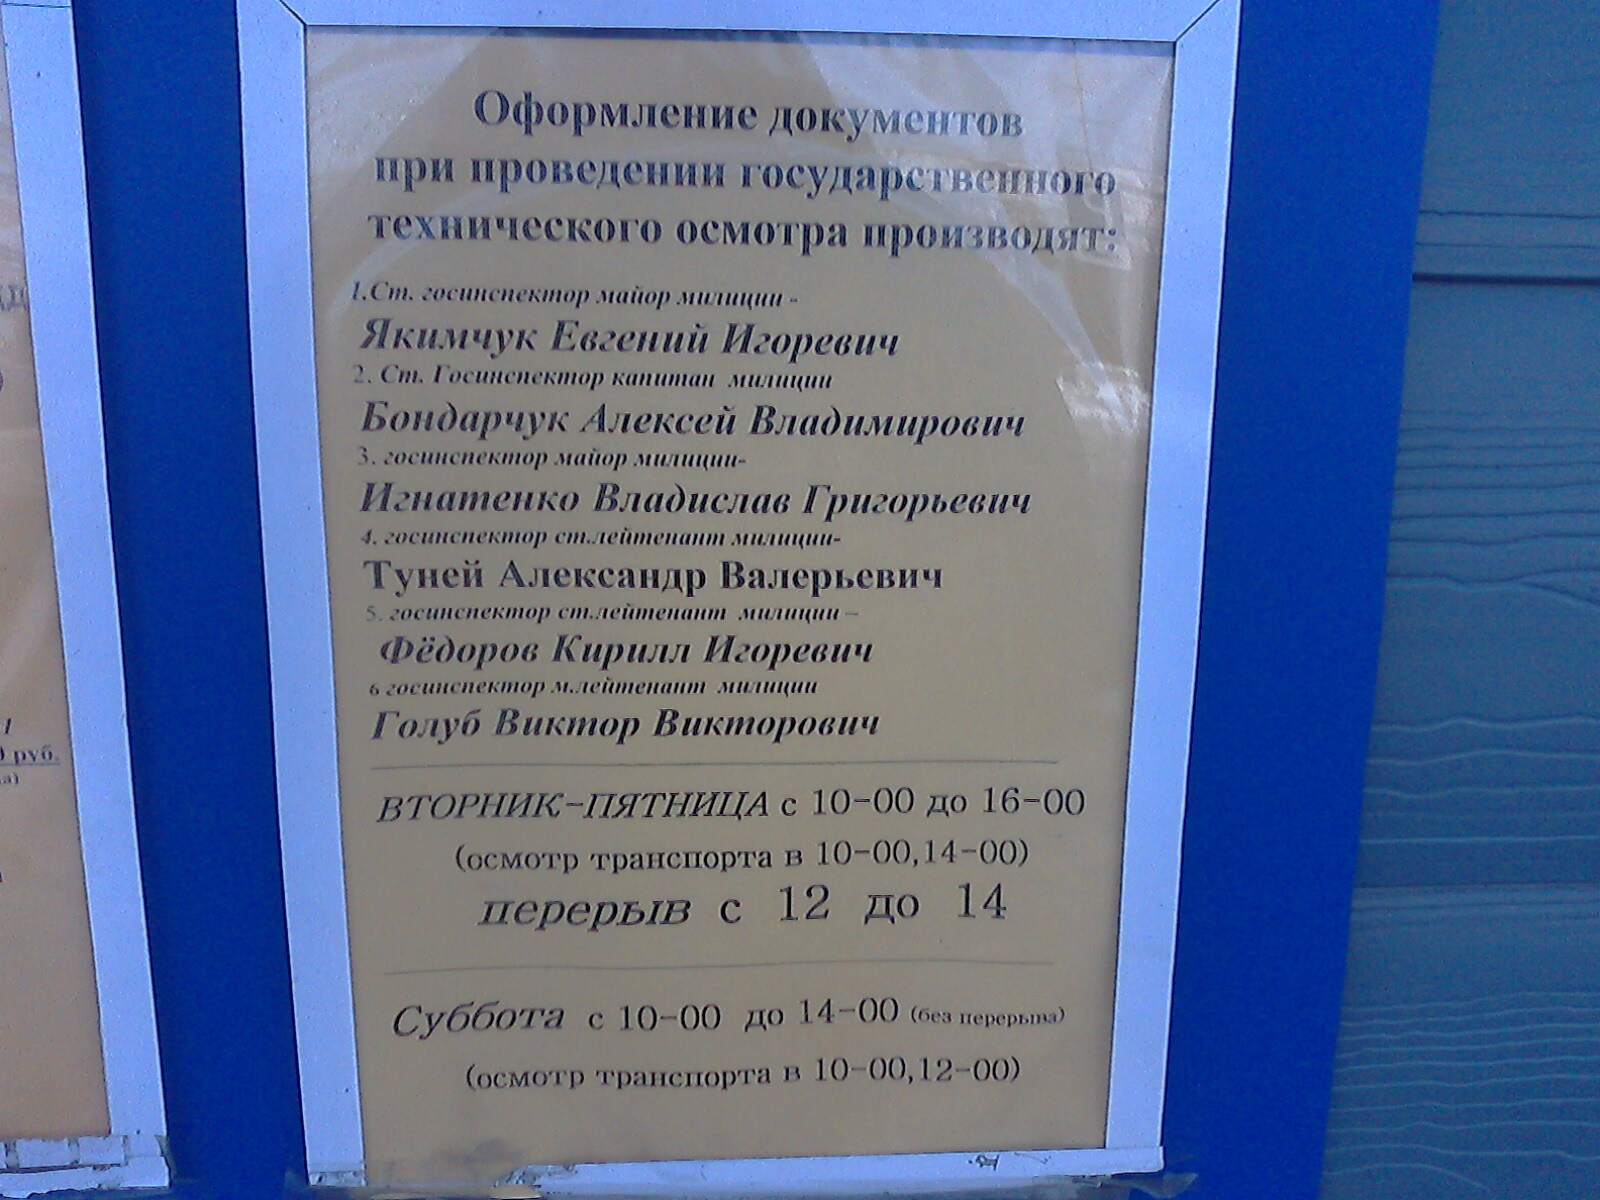 Оформление документов
при проведении государственного
технического осмотра производят:
1.Ст. госинспектор майор милиции -
Якимчук Евгений Игоревич
2. Ст. Госинспектор капитан милиции
Бондарчук Алексей Владимирович
3. госинспектор майор милиции-
Игнатенко Владислав Григорьевич
4. госинспектор ст.лейтенант милиции-
Туней Александр Валерьевич
5. госинспектор ст.лейтенант милиции –
Фёдоров Кирилл Игоревич
6 госинспектор м.лейтенант милиции
Голуб Виктор Викторович
ВТОРНИК-ПЯТНИЦА с 10-00 до 16-00
(осмотр транспорта в 10-00,14-00)
перерыв с 12 до 14
Суббота с 10-00 до 14-00 (без перерыва)
(осмотр транспорта в 10-00,12-00)
руб.